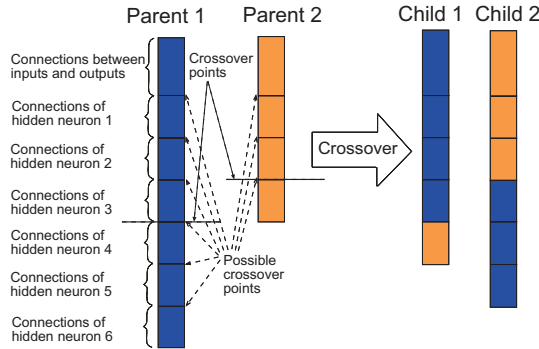 Parent 1
Parent 2
Child 1
Child 2
Connections between
inputs and outputs
Crossover
points
Connections of
hidden neuron 1
Connections of
hidden neuron 2
Crossover
Connections of
hidden neuron 3
Connections of
hidden neuron 4
Possible
crossover
points
Connections of
hidden neuron 5
Connections of
hidden neuron 6